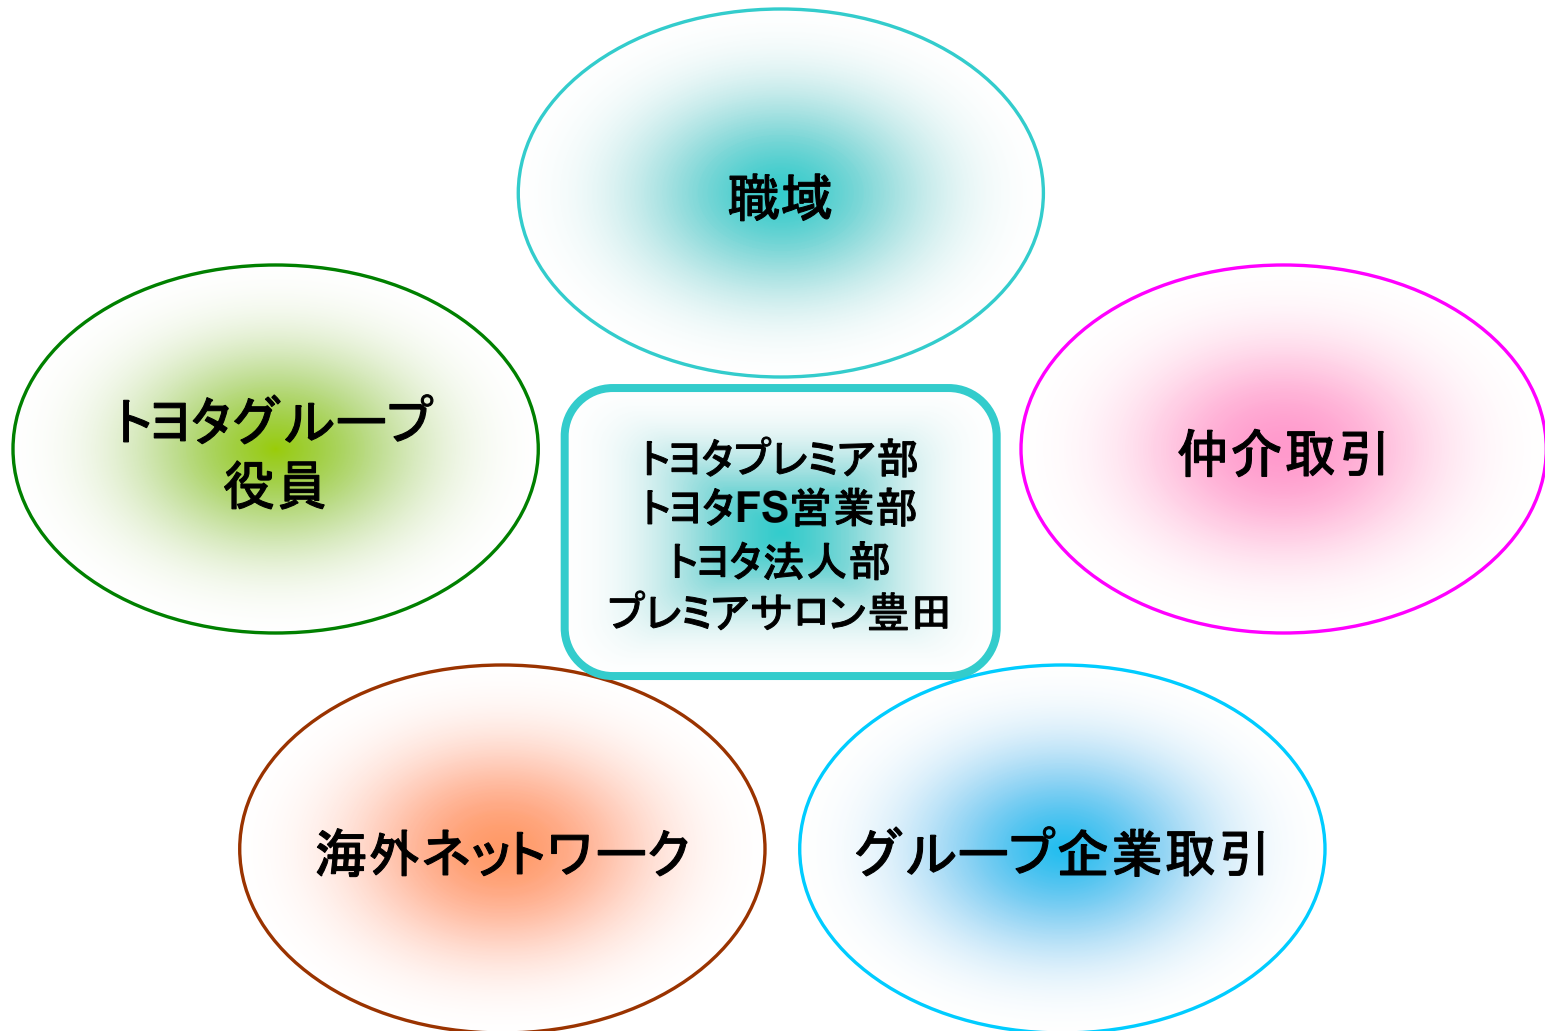 職域
トヨタグループ
役員
トヨタプレミア部
トヨタFS営業部
トヨタ法人部
プレミアサロン豊田
仲介取引
海外ネットワーク
グループ企業取引